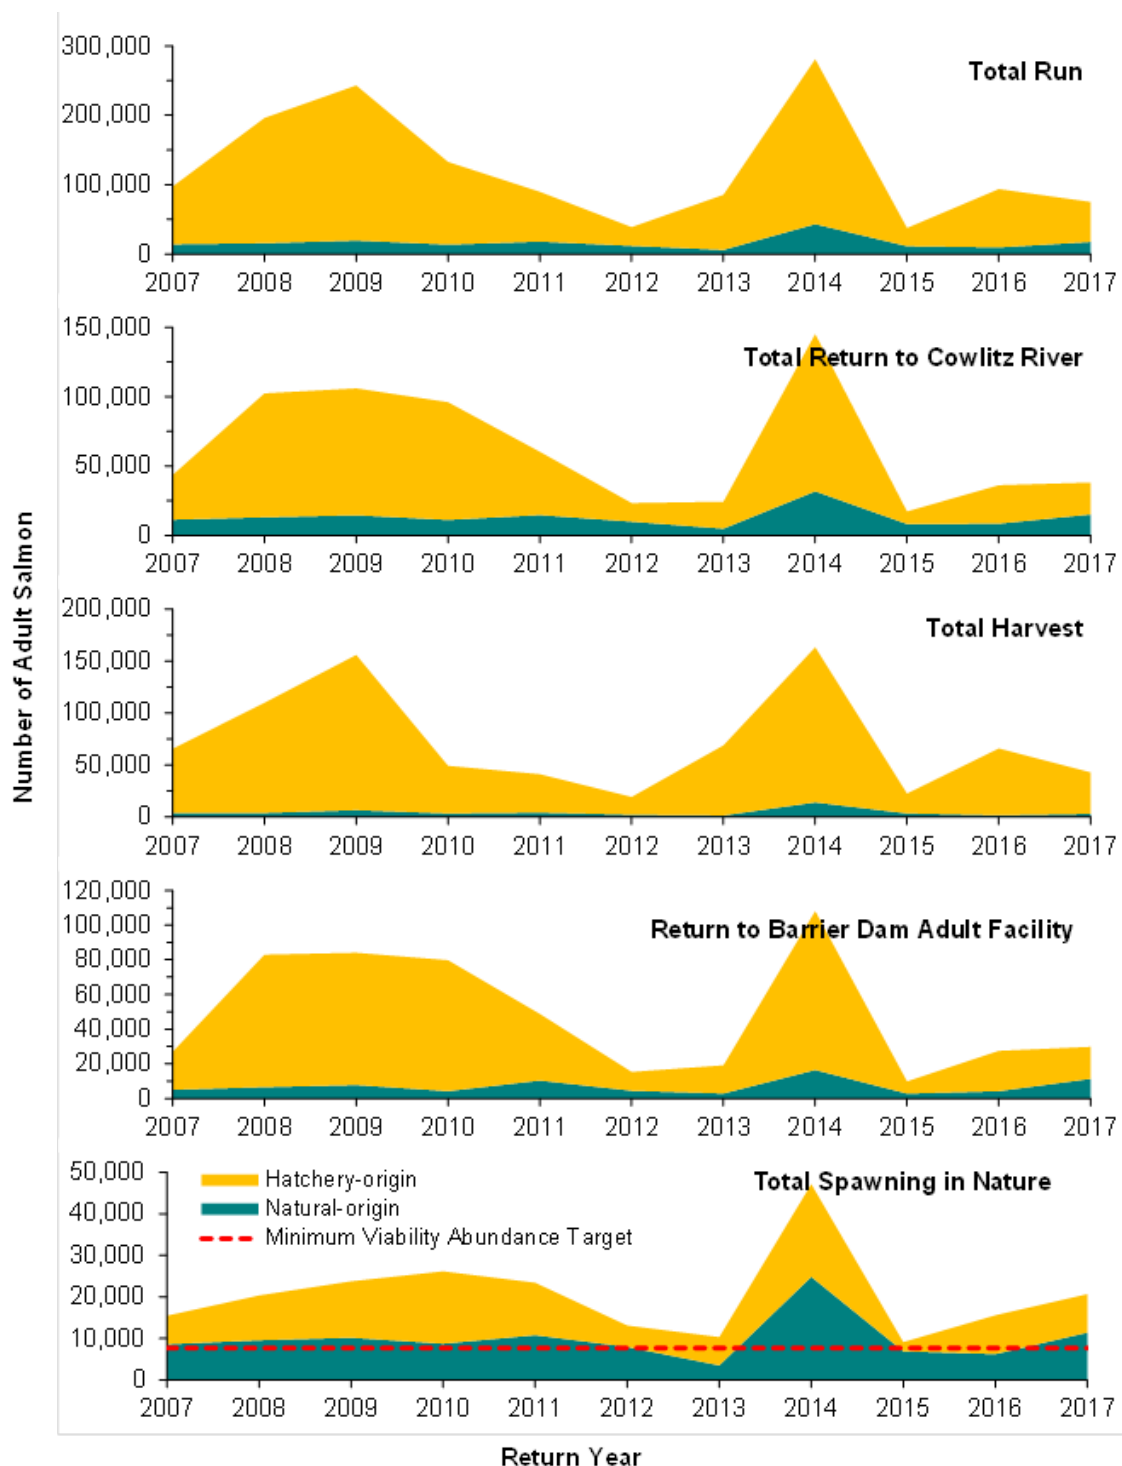 300,000
Total Run
200,000
100,000
0
2007 2008 2009 2010 2011 2012 2013 2014 2015 2016 2017
150,000
Total Return to Cowlitz River
100,000
50,000
0
2007 2008 2009 2010 2011 2012 2013 2014 2015 2016 2017
Number of Adult Salmon
200,000
Total Harvest
150,000
100,000
50,000
0
2007 2008 2009 2010 2011 2012 2013 2014 2015 2016 2017
120,000
Return to Barrier Dam Adult Facility
100,000
80,000
60,000
40,000
20,000
0
2007 2008 2009 2010 2011 2012 2013 2014 2015 2016 2017
50,000
Hatchery-origin
Total Spawning in Nature
Natural-origin
40,000
Minimum Viability Abundance Target
30,000
20,000
10,000
0
2007 2008 2009 2010 2011 2012 2013 2014 2015 2016 2017
Return Year